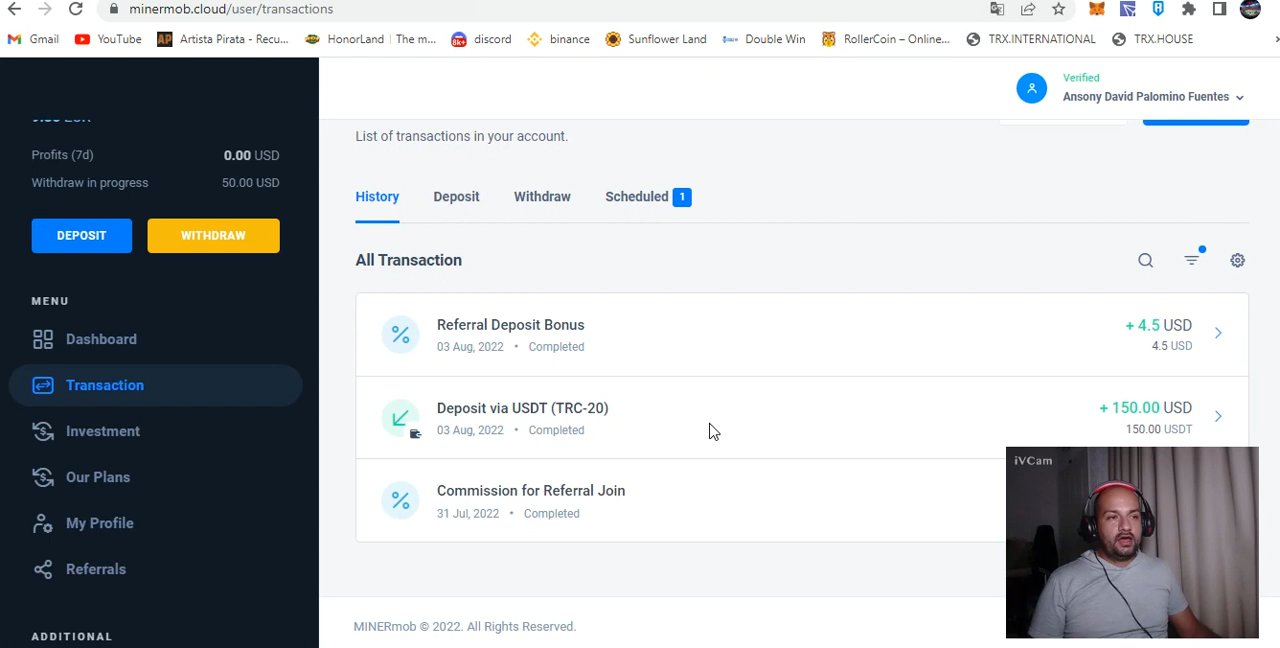 minermob.cloud/user/transactions
Gmail
YouTube
AP
Artista Pirata - Recu...
HonorLand | The m...
8k+
discord
binance
Sunflower Land
Double Win
RollerCoin – Online...
TRX.INTERNATIONAL
TRX.HOUSE
Verified
Ansony David Palomino Fuentes
Profits (7d) 0.00 USD
Withdraw in progress 50.00 USD
DEPOSIT WITHDRAW
MENU
Dashboard
Transaction
Investment
Our Plans
My Profile
Referrals
ADDITIONAL
List of transactions in your account.
History Deposit Withdraw Scheduled 1
All Transaction
Referral Deposit Bonus + 4.5 USD
03 Aug, 2022 • Completed 4.5 USD
Deposit via USDT (TRC-20) + 150.00 USD
03 Aug, 2022 • Completed 150.00 USDT
Commission for Referral Join
31 Jul, 2022 • Completed
iVCam
MINERmob © 2022. All Rights Reserved.